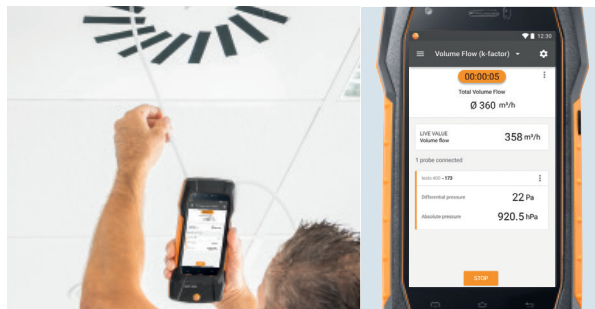 12:30
Volume Flow (k-factor)
00:00:05
Total Volume Flow
Ø 360 m³/h
LIVE VALUE
Volume flow
358 m³/h
1 probe connected
testo 400 - 173
Differential pressure
22 Pa
Absolute pressure
920.5 hPa
STOP